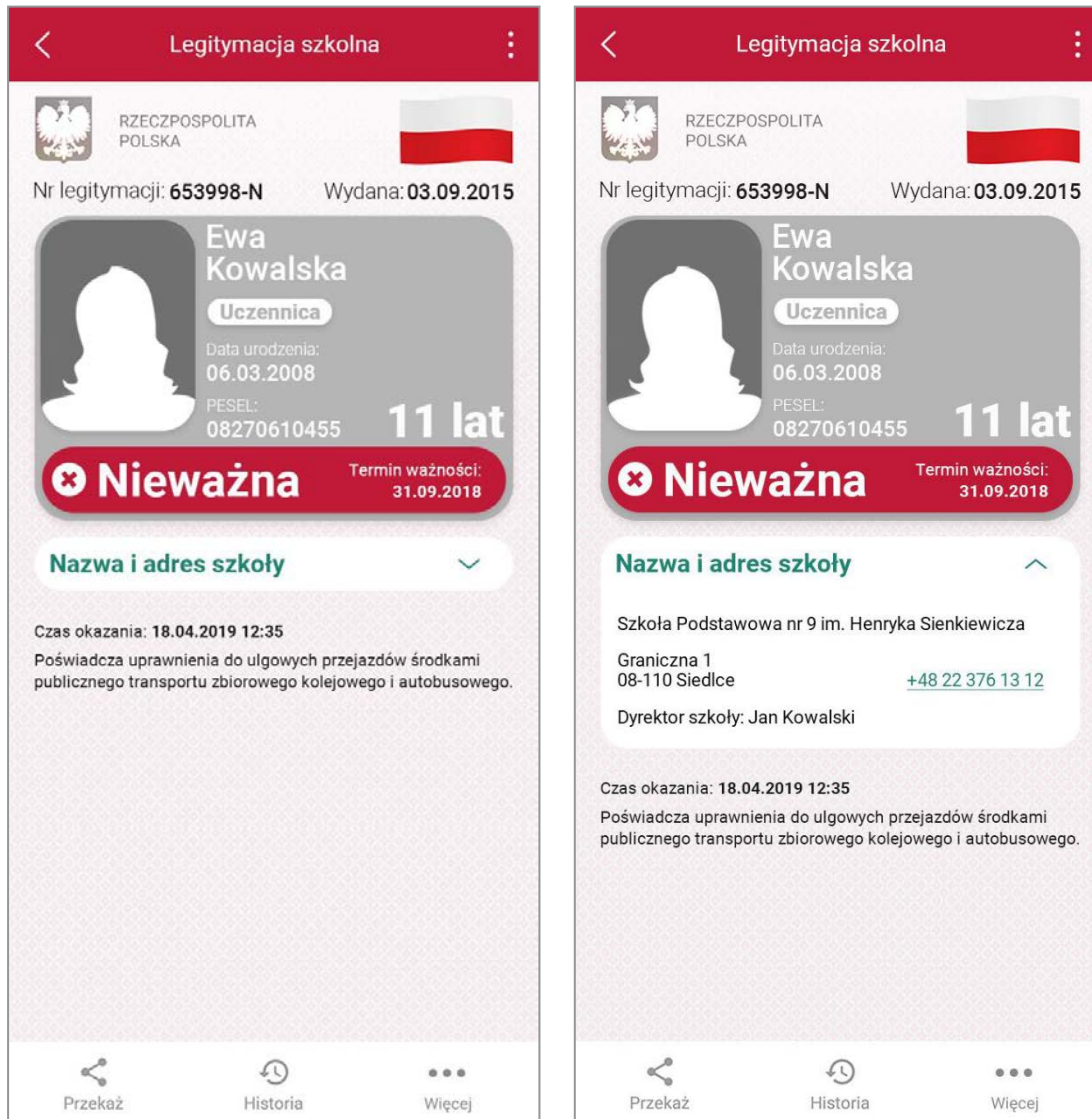 Legitymacja szkolna
RZECZPOSPOLITA
POLSKA
Nr legitymacji: 653998-N Wydana: 03.09.2015
Ewa
Kowalska
Uczennica
Data urodzenia:
06.03.2008
PESEL:
08270610455
11 lat
Nieważna
Termin ważności:
31.09.2018
Nazwa i adres szkoły
Czas okazania: 18.04.2019 12:35
Poświadcza uprawnienia do ulgowych przejazdów środkami
publicznego transportu zbiorowego kolejowego i autobusowego.
Przekaż Historia Więcej
Legitymacja szkolna
RZECZPOSPOLITA
POLSKA
Nr legitymacji: 653998-N Wydana: 03.09.2015
Ewa
Kowalska
Uczennica
Data urodzenia:
06.03.2008
PESEL:
08270610455
11 lat
Nieważna
Termin ważności:
31.09.2018
Nazwa i adres szkoły
Szkoła Podstawowa nr 9 im. Henryka Sienkiewicza
Graniczna 1
08-110 Siedlce +48 22 376 13 12
Dyrektor szkoły: Jan Kowalski
Czas okazania: 18.04.2019 12:35
Poświadcza uprawnienia do ulgowych przejazdów środkami
publicznego transportu zbiorowego kolejowego i autobusowego.
Przekaż Historia Więcej